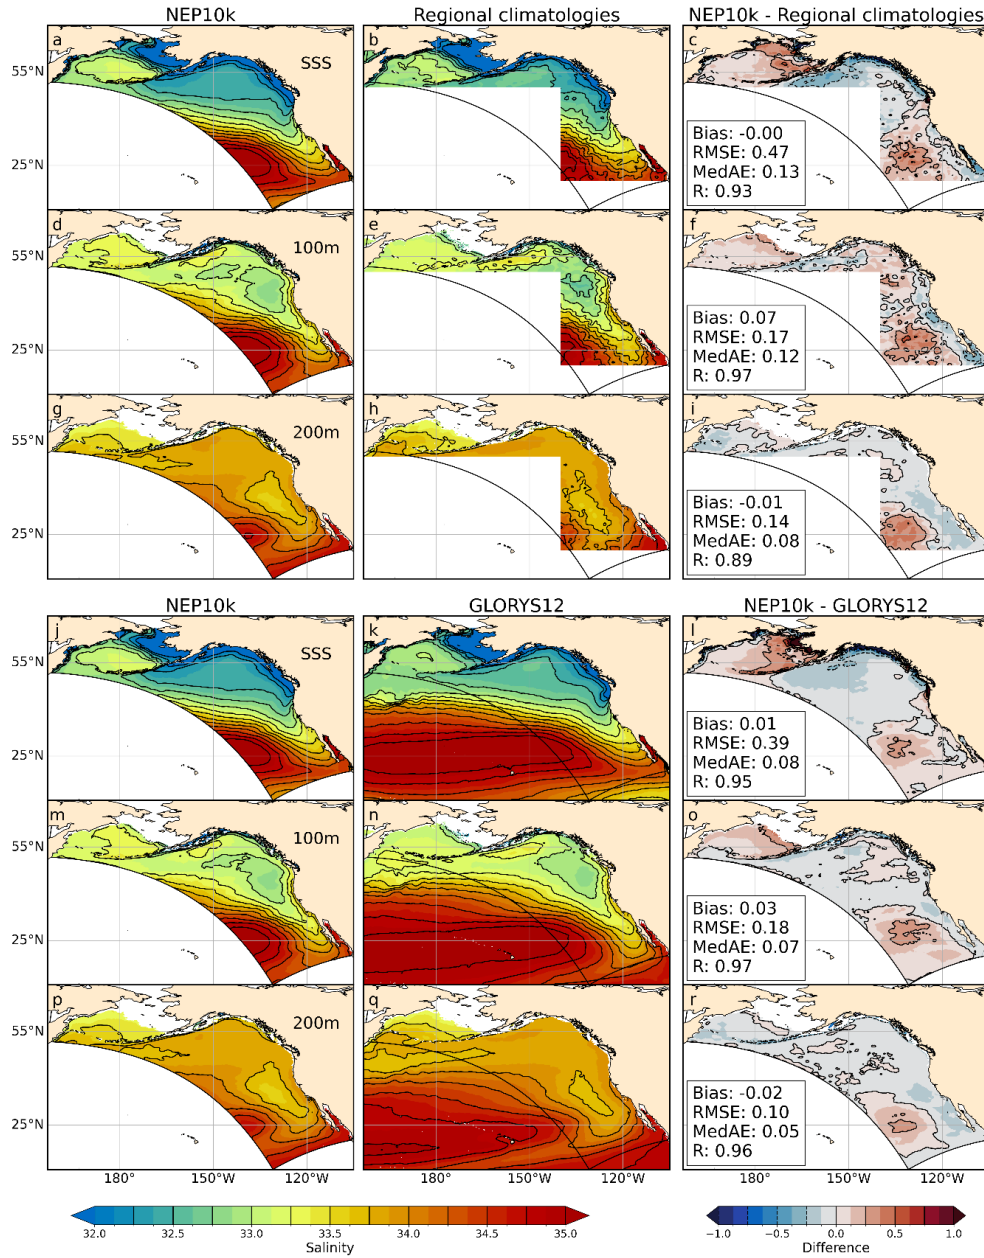 NEP10k Regional climatologies NEP10k - Regional climatologies
a SSS b c
55°N
25°N
Bias: -0.00
RMSE: 0.47
MedAE: 0.13
R: 0.93
d 100m e f
55°N
25°N
Bias: 0.07
RMSE: 0.17
MedAE: 0.12
R: 0.97
g 200m h i
55°N
25°N
Bias: -0.01
RMSE: 0.14
MedAE: 0.08
R: 0.89
NEP10k GLORYS12 NEP10k - GLORYS12
j SSS k l
55°N
25°N
Bias: 0.01
RMSE: 0.39
MedAE: 0.08
R: 0.95
m 100m n o
55°N
25°N
Bias: 0.03
RMSE: 0.18
MedAE: 0.07
R: 0.97
p 200m q r
55°N
25°N
Bias: -0.02
RMSE: 0.10
MedAE: 0.05
R: 0.96
180° 150°W 120°W 180° 150°W 120°W 180° 150°W 120°W
32.0 32.5 33.0 33.5 34.0 34.5 35.0 −1.0 −0.5 0.0 0.5 1.0
Salinity Difference